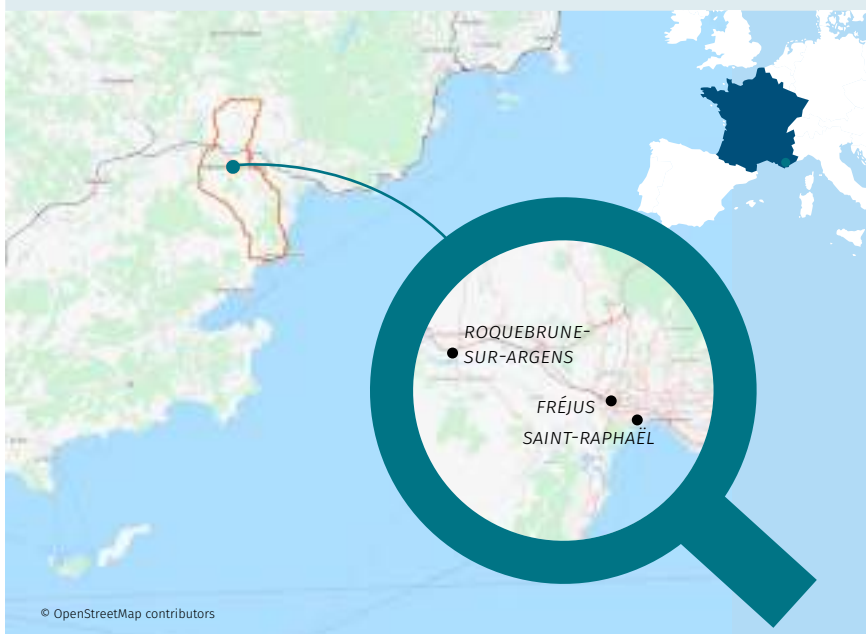 ROQUEBRUNE-
SUR-ARGENS
FRÉJUS
SAINT-RAPHAËL
© OpenStreetMap contributors